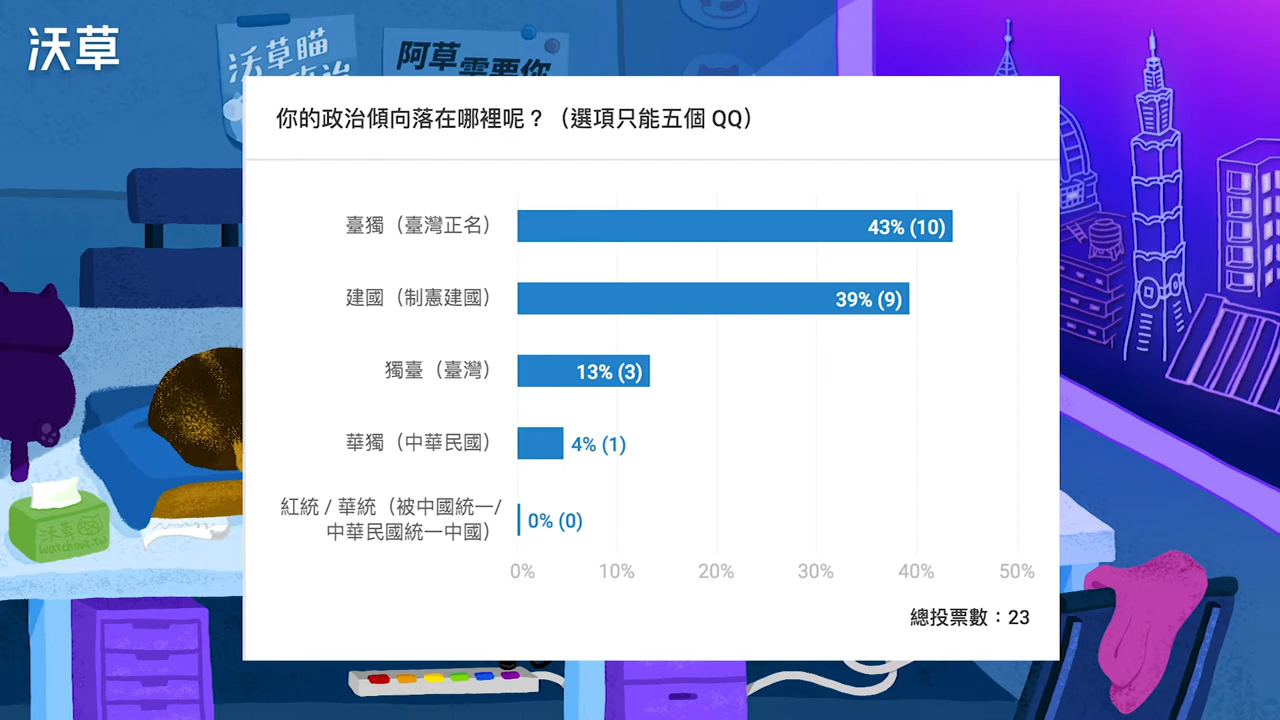 沃草
沃草瞄
阿草需要你
你的政治傾向落在哪裡呢？（選項只能五個 QQ）
臺獨（臺灣正名）
43% (10)
建國（制憲建國）
39% (9)
獨臺（臺灣）
13% (3)
華獨（中華民國）
4% (1)
紅統 / 華統（被中國統一/
中華民國統一中國）
0% (0)
0% 10% 20% 30% 40% 50%
總投票數：23
沃草
watchout.tw